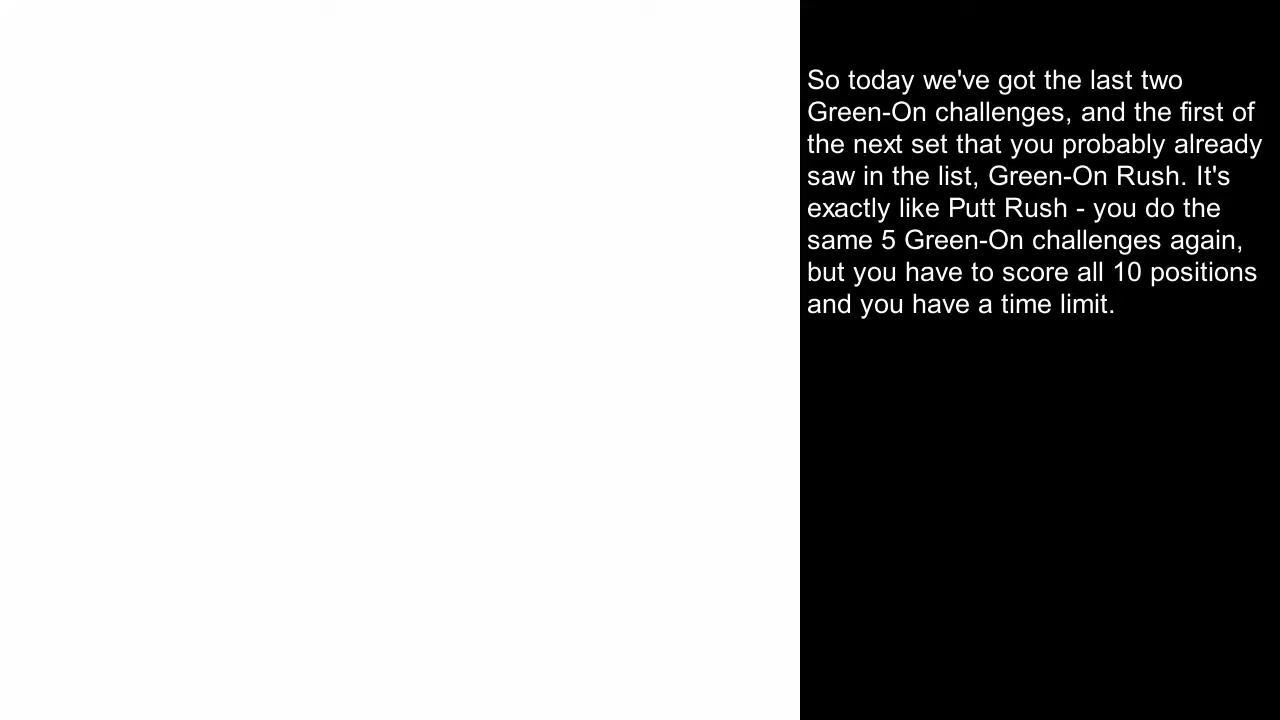 So today we've got the last two
Green-On challenges, and the first of
the next set that you probably already
saw in the list, Green-On Rush. It's
exactly like Putt Rush - you do the
same 5 Green-On challenges again,
but you have to score all 10 positions
and you have a time limit.